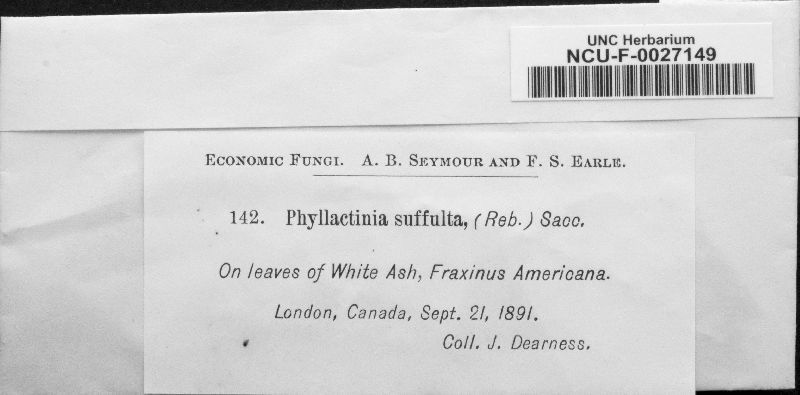 UNC Herbarium
NCU-F-0027149
Economic Fungi. A. B. Seymour and F. S. Earle.
142. Phyllactinia suffulta, (Reb.) Sacc.
On leaves of White Ash, Fraxinus Americana.
London, Canada, Sept. 21, 1891.
Coll. J. Dearness.